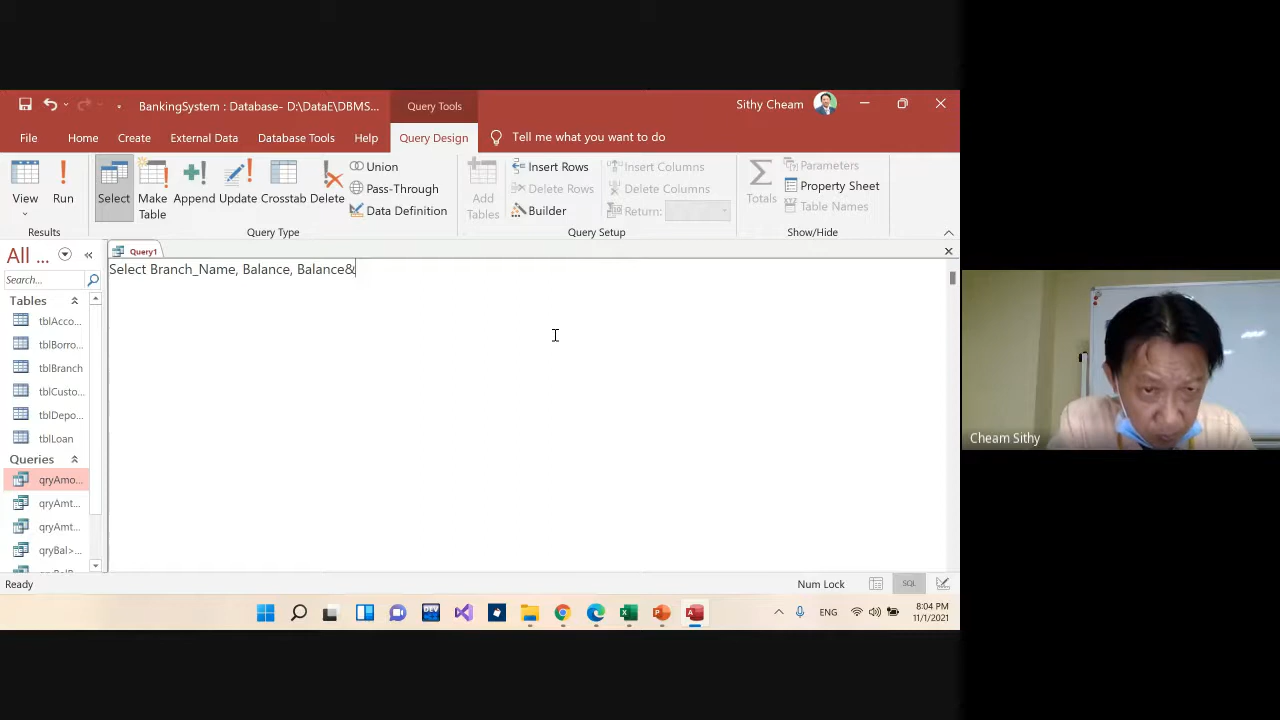 BankingSystem : Database- D:\DataE\DBMS...
Query Tools
Sithy Cheam
File
Home
Create
External Data
Database Tools
Help
Query Design
Tell me what you want to do
View
Run
Select
Make Table
Append
Update
Crosstab
Delete
Union
Pass-Through
Data Definition
Add Tables
Insert Rows
Delete Rows
Builder
Insert Columns
Delete Columns
Return:
Totals
Parameters
Property Sheet
Table Names
Results
Query Type
Query Setup
Show/Hide
All ...
Query1
Search...
Select Branch_Name, Balance, Balance&
Tables
tblAcco...
tblBorro...
tblBranch
tblCusto...
tblDepo...
tblLoan
Queries
qryAmo...
qryAmt...
qryAmt...
qryBal>...
Cheam Sithy
Ready
Num Lock
SQL
DEV
ENG
8:04 PM
11/1/2021